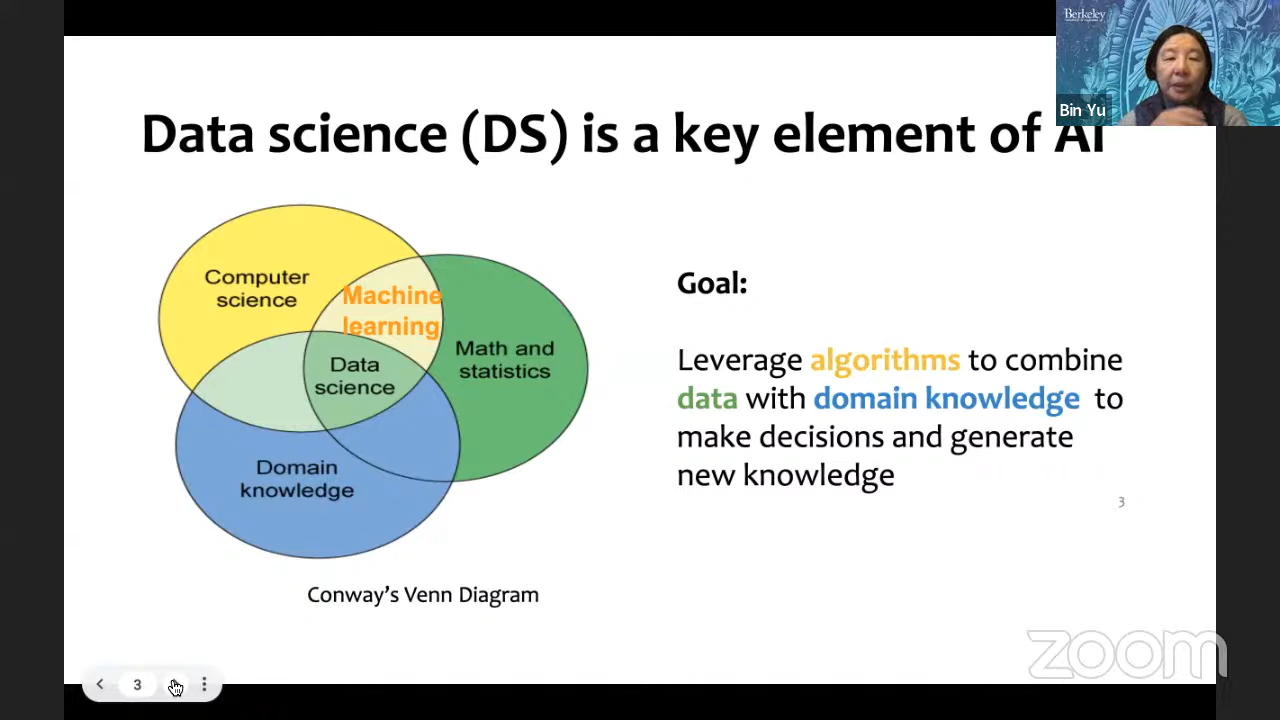 Berkeley
Bin Yu
Data science (DS) is a key element of AI
Computer
science
Machine
learning
Data
science
Math and
statistics
Domain
knowledge
Conway's Venn Diagram
Goal:
Leverage algorithms to combine
data with domain knowledge to
make decisions and generate
new knowledge
3
zoom
3